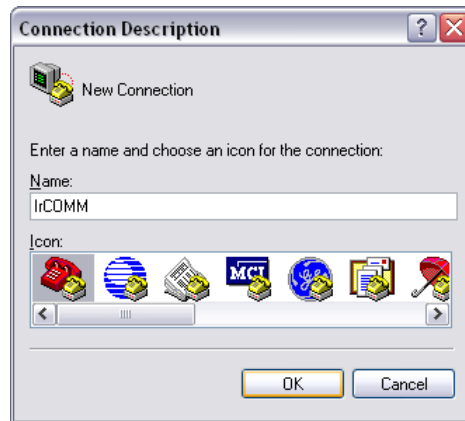 Connection Description
New Connection
Enter a name and choose an icon for the connection:
Name:
IrCOMM
Icon:
MCI
OK Cancel